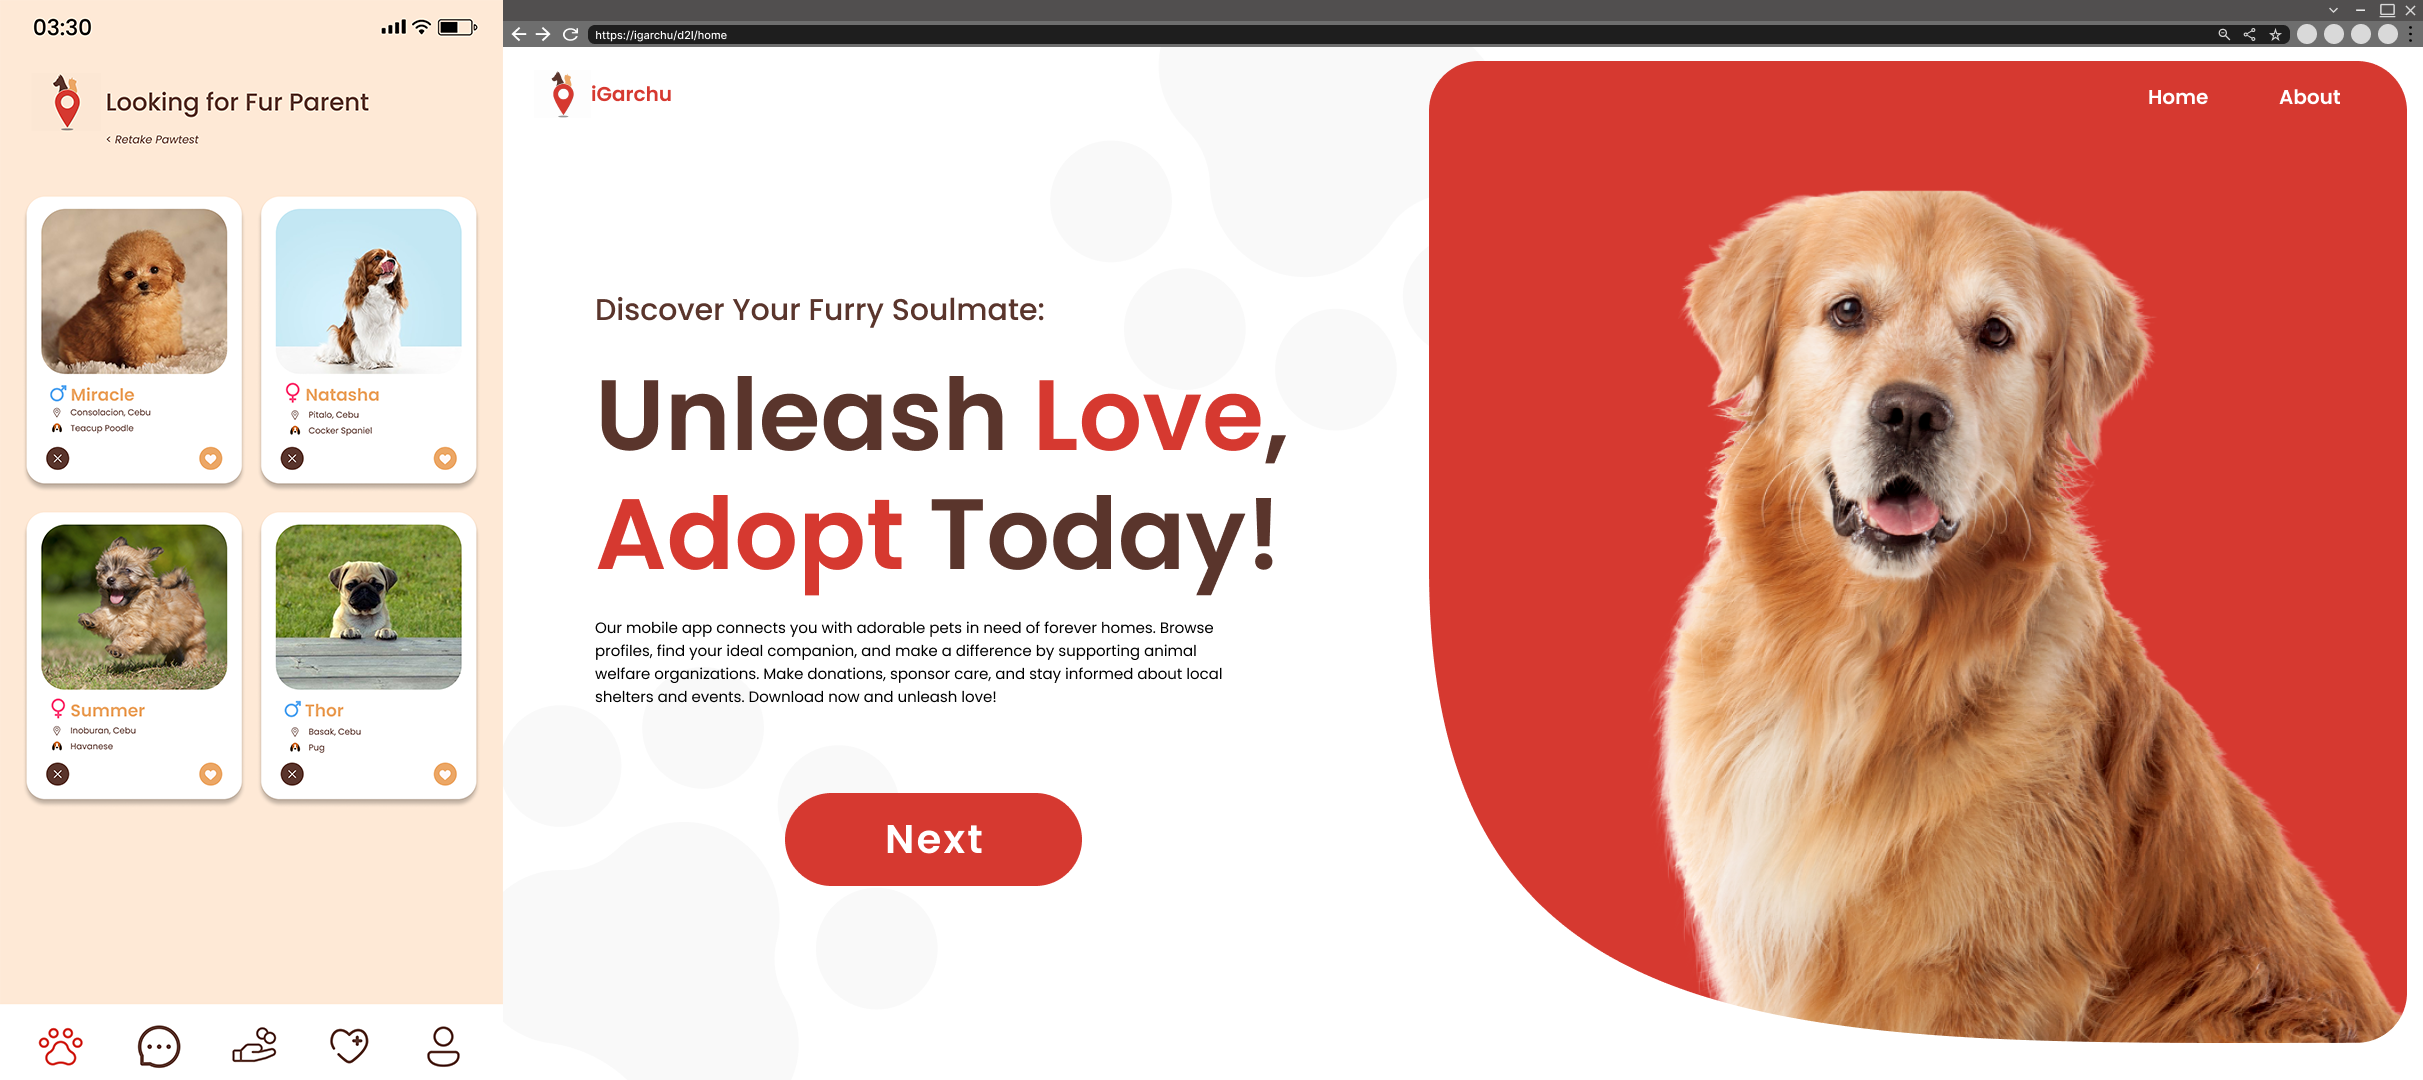 03:30
Looking for Fur Parent
< Retake Pawtest
Miracle
Consolacion, Cebu
Teacup Poodle
Natasha
Pitalo, Cebu
Cocker Spaniel
Summer
Inoburan, Cebu
Havanese
Thor
Basak, Cebu
Pug
https://igarchu/d2l/home
iGarchu
Home
About
Discover Your Furry Soulmate:
Unleash Love,
Adopt Today!
Our mobile app connects you with adorable pets in need of forever homes. Browse
profiles, find your ideal companion, and make a difference by supporting animal
welfare organizations. Make donations, sponsor care, and stay informed about local
shelters and events. Download now and unleash love!
Next